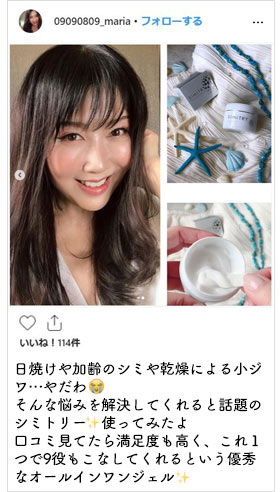 09090809_maria • フォローする
いいね！114件
日焼けや加齢のシミや乾燥による小ジ
ワ…やだわ😭
そんな悩みを解決してくれると話題の
シミトリー✨使ってみたよ
口コミ見てたら満足度も高く、これ１
つで9役もこなしてくれるという優秀
なオールインワンジェル✨